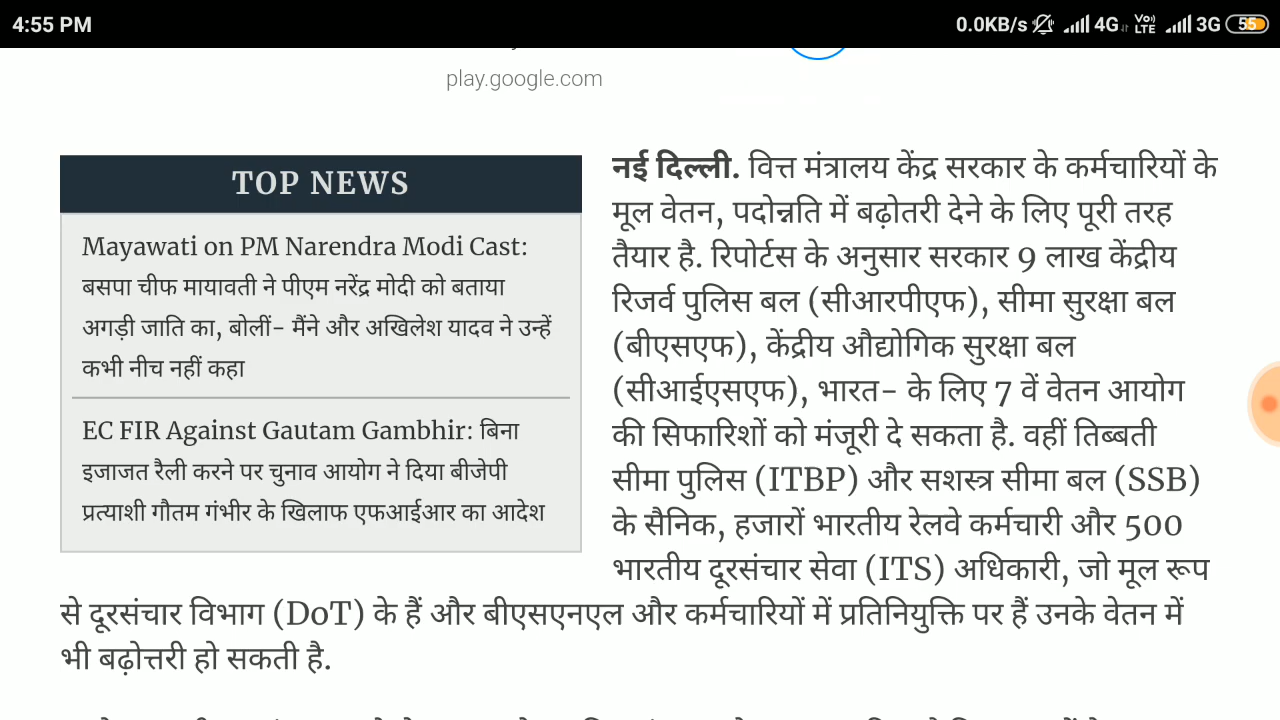 4:55 PM
0.0KB/s 4G Vo) LTE 3G 55
play.google.com
TOP NEWS
Mayawati on PM Narendra Modi Cast:
बसपा चीफ मायावती ने पीएम नरेंद्र मोदी को बताया
अगड़ी जाति का, बोलीं- मैंने और अखिलेश यादव ने उन्हें
कभी नीच नहीं कहा
EC FIR Against Gautam Gambhir: बिना
इजाजत रैली करने पर चुनाव आयोग ने दिया बीजेपी
प्रत्याशी गौतम गंभीर के खिलाफ एफआईआर का आदेश
नई दिल्ली. वित्त मंत्रालय केंद्र सरकार के कर्मचारियों के
मूल वेतन, पदोन्नति में बढ़ोतरी देने के लिए पूरी तरह
तैयार है. रिपोर्टस के अनुसार सरकार 9 लाख केंद्रीय
रिजर्व पुलिस बल (सीआरपीएफ), सीमा सुरक्षा बल
(बीएसएफ), केंद्रीय औद्योगिक सुरक्षा बल
(सीआईएसएफ), भारत- के लिए 7 वें वेतन आयोग
की सिफारिशों को मंजूरी दे सकता है. वहीं तिब्बती
सीमा पुलिस (ITBP) और सशस्त्र सीमा बल (SSB)
के सैनिक, हजारों भारतीय रेलवे कर्मचारी और 500
भारतीय दूरसंचार सेवा (ITS) अधिकारी, जो मूल रूप
से दूरसंचार विभाग (DoT) के हैं और बीएसएनएल और कर्मचारियों में प्रतिनियुक्ति पर हैं उनके वेतन में
भी बढ़ोत्तरी हो सकती है.